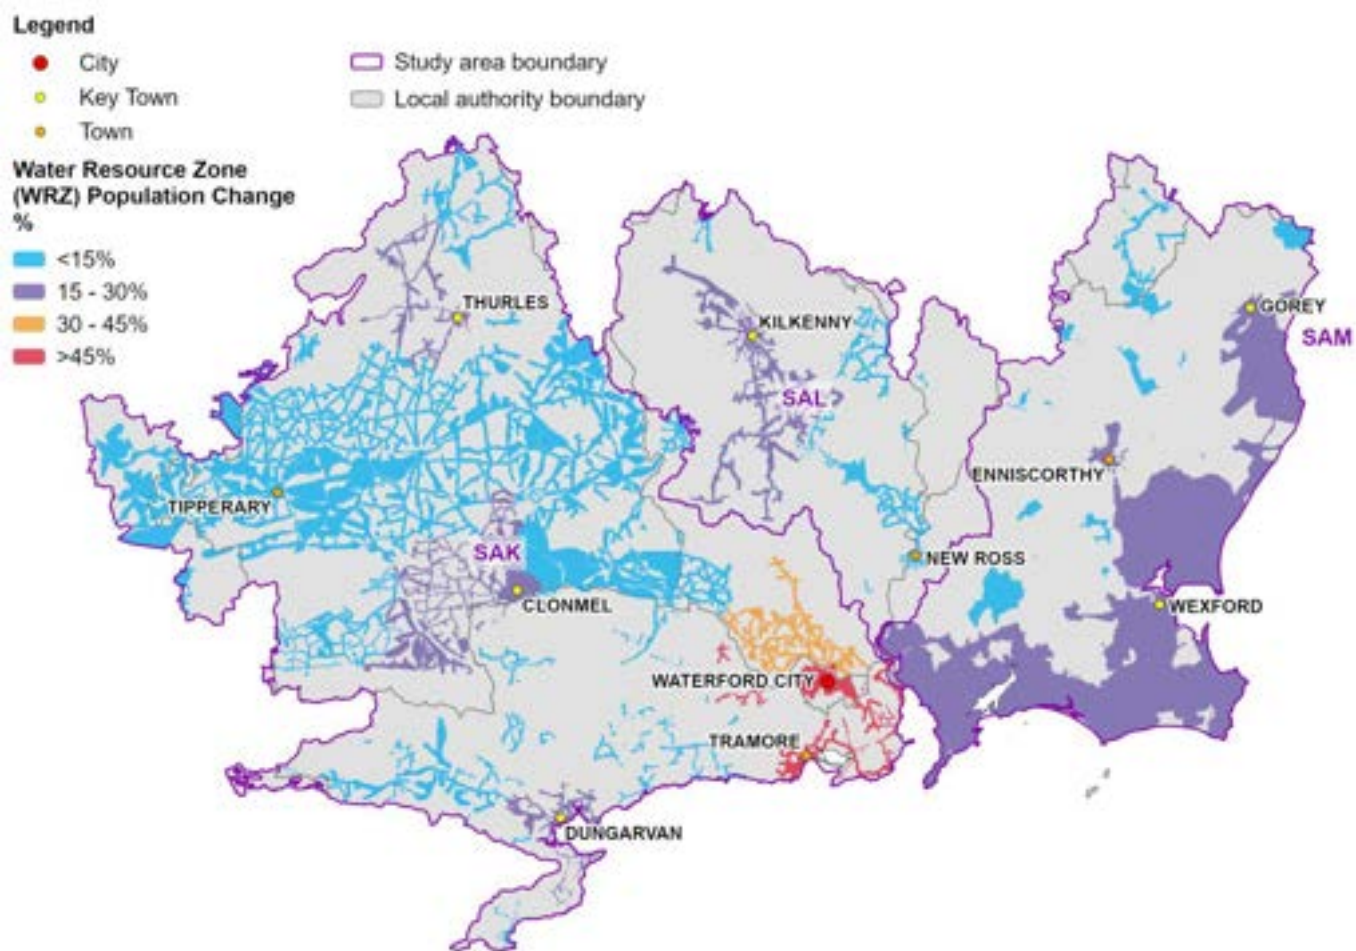 Legend
City
Key Town
Town
Study area boundary
Local authority boundary
Water Resource Zone
(WRZ) Population Change
%
<15%
15 - 30%
30 - 45%
>45%
THURLES
KILKENNY
GOREY
SAM
SAL
ENNISCORTHY
TIPPERARY
SAK
NEW ROSS
CLONMEL
WEXFORD
WATERFORD CITY
TRAMORE
DUNGARVAN